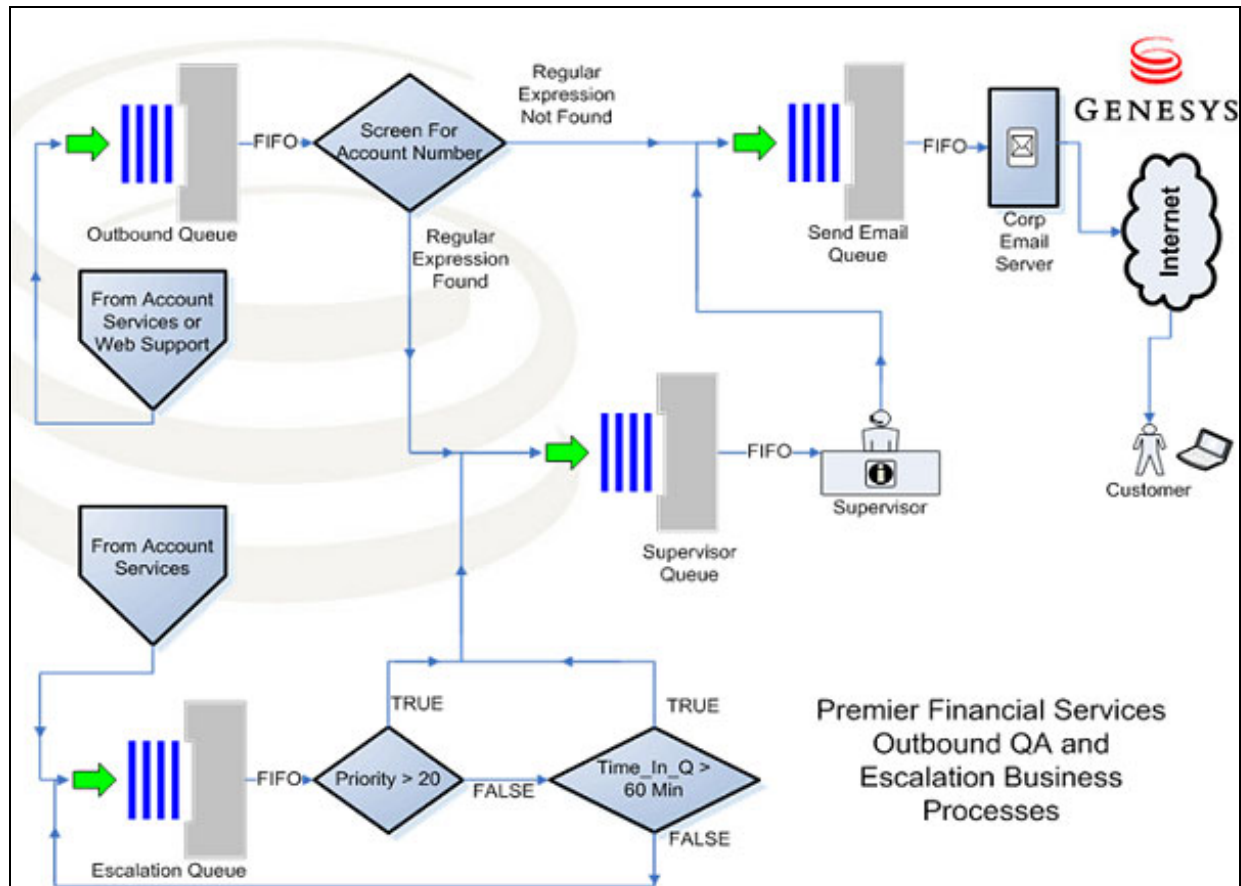 GENESYS
Regular
Expression
Not Found
FIFO
Screen For
Account Number
FIFO
Outbound Queue
Regular
Expression
Found
Send Email
Queue
Corp
Email
Server
Internet
From Account
Services or
Web Support
FIFO
Supervisor
Customer
Supervisor
Queue
From Account
Services
TRUE
TRUE
FIFO
Priority > 20
FALSE
Time_In_Q >
60 Min
FALSE
Escalation Queue
Premier Financial Services
Outbound QA and
Escalation Business
Processes